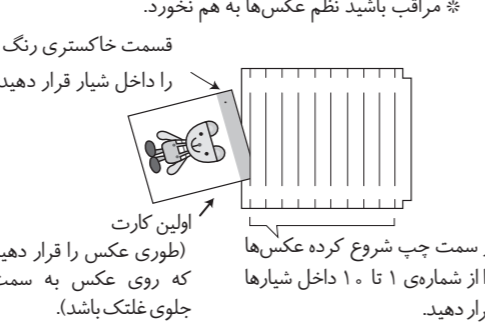 ※ مراقب باشید نظم عکس‌ها به هم نخورد.
قسمت خاکستری رنگ
را داخل شیار قرار دهید
اولین کارت
(طوری عکس را قرار دهید
که روی عکس به سمت
جلوی غلتک باشد).
سمت چپ شروع کرده عکس‌ها
را از شماره‌ی ۱ تا ۱۰ داخل شیارها
قرار دهید.